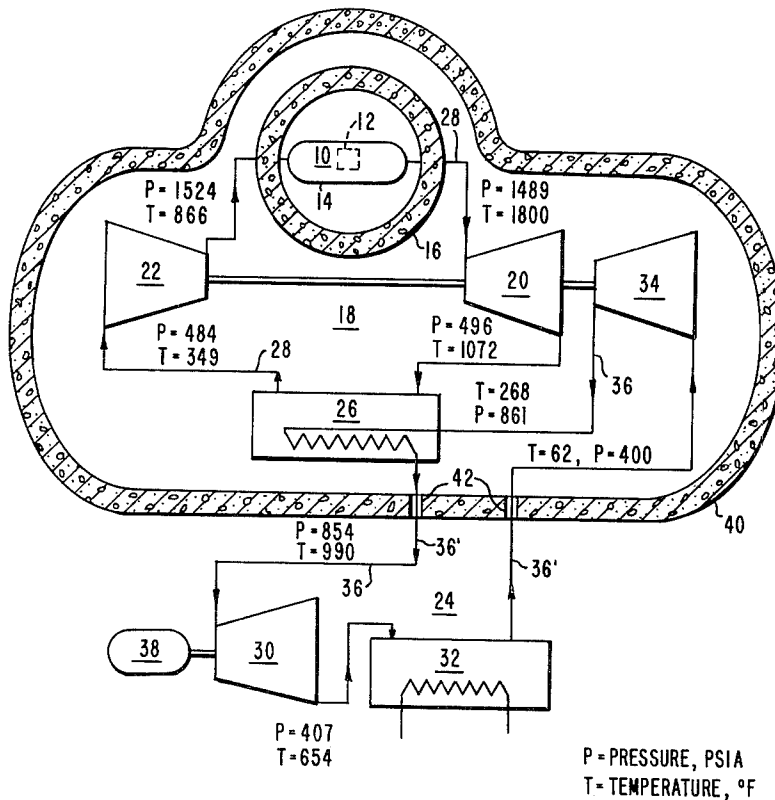 12
28
10
14
P=1524
T=866
P=1489
T=1800
16
22
20
34
18
P=484
T=349
P=496
T=1072
28
36
T=268
P=861
26
T=62, P=400
42
40
P=854
T=990
36'
36'
36
24
38
30
32
P=407
T=654
P=PRESSURE, PSIA
T=TEMPERATURE, °F